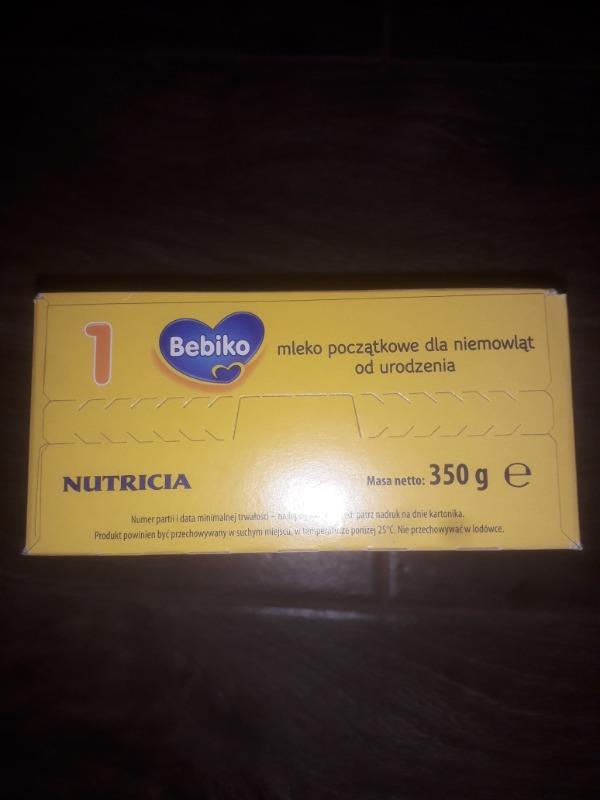 1
Bebiko
mleko początkowe dla niemowląt
od urodzenia
NUTRICIA
Masa netto: 350 g e
Numer partii i data minimalnej trwałości – patrz nadruk na dnie kartonika.
Produkt powinien być przechowywany w suchym miejscu, w temperaturze poniżej 25°C. Nie przechowywać w lodówce.